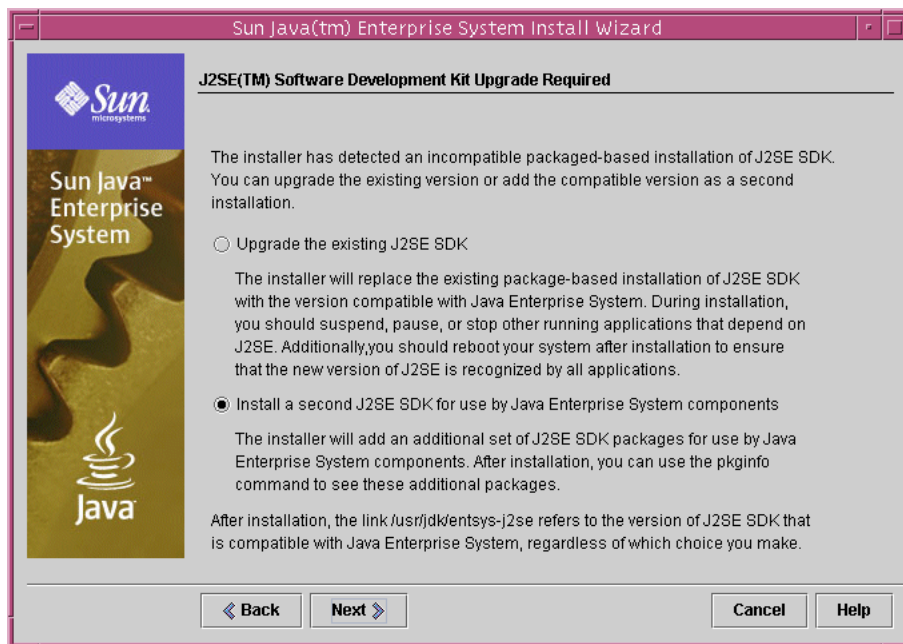 Sun Java(tm) Enterprise System Install Wizard
Sun
microsystems
Sun Java™
Enterprise
System
Java
J2SE(TM) Software Development Kit Upgrade Required
The installer has detected an incompatible packaged-based installation of J2SE SDK.
You can upgrade the existing version or add the compatible version as a second
installation.
Upgrade the existing J2SE SDK
The installer will replace the existing package-based installation of J2SE SDK
with the version compatible with Java Enterprise System. During installation,
you should suspend, pause, or stop other running applications that depend on
J2SE. Additionally,you should reboot your system after installation to ensure
that the new version of J2SE is recognized by all applications.
Install a second J2SE SDK for use by Java Enterprise System components
The installer will add an additional set of J2SE SDK packages for use by Java
Enterprise System components. After installation, you can use the pkginfo
command to see these additional packages.
After installation, the link /usr/jdk/entsys-j2se refers to the version of J2SE SDK that
is compatible with Java Enterprise System, regardless of which choice you make.
Back
Next
Cancel
Help